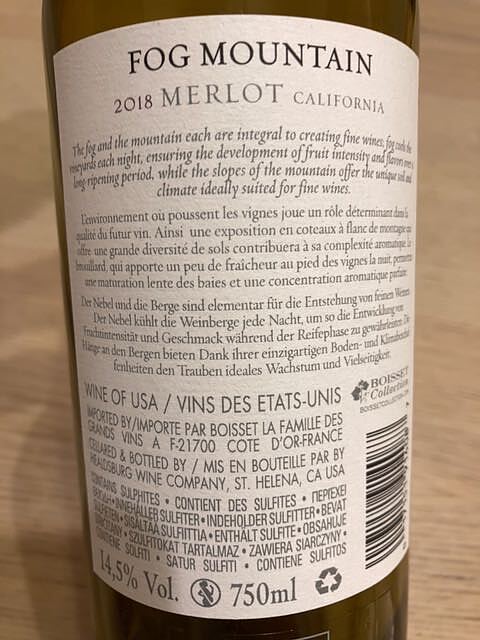 FOG MOUNTAIN
2018 MERLOT CALIFORNIA
The fog and the mountain each are integral to creating fine wines; fog cools the
vineyards each night, ensuring the development of fruit intensity and flavors over a
long-ripening period, while the slopes of the mountain offer the unique soil and
climate ideally suited for fine wines.
L'environnement où poussent les vignes joue un rôle déterminant dans la
qualité du futur vin. Ainsi une exposition en coteaux à flanc de montagne qui
offre une grande diversité de sols contribuera à sa complexité aromatique. Le
brouillard, qui apporte un peu de fraîcheur au pied des vignes la nuit, permettra
une maturation lente des baies et une concentration aromatique parfaite.
Der Nebel und die Berge sind elementar für die Entstehung von feinen Weinen.
Der Nebel kühlt die Weinberge jede Nacht, um so die Entwicklung von
Fruchtintensität und Geschmack während der Reifephase zu gewährleisten. Die
Hänge an den Bergen bieten Dank ihrer einzigartigen Boden- und Klimabeschaf-
fenheiten den Trauben ideales Wachstum und Vielseitigkeit.
WINE OF USA / VINS DES ETATS-UNIS
BOISSET
Collection
BOISSETCOLLECTION.COM
IMPORTED BY/IMPORTE PAR BOISSET LA FAMILLE DES
GRANDS VINS A F-21700 COTE D'OR-FRANCE
CELLARED & BOTTLED BY / MIS EN BOUTEILLE PAR BY
HEALDSBURG WINE COMPANY, ST. HELENA, CA USA
CONTAINS SULPHITES • CONTIENT DES SULFITES • ΠΕΡΙΕΧΕΙ
INNEHÅLLER SULFITER • INDEHOLDER SULFITTER • BEVAT
SULFIETEN • SISÄLTÄÄ SULFIITTIA • ENTHÄLT SULFITE • OBSAHUJE
SZULFITOKAT TARTALMAZ • ZAWIERA SIARCZYNY •
CONTIENE SOLFITI • SATUR SULFITI • CONTIENE SULFITOS
14,5% Vol. 750ml